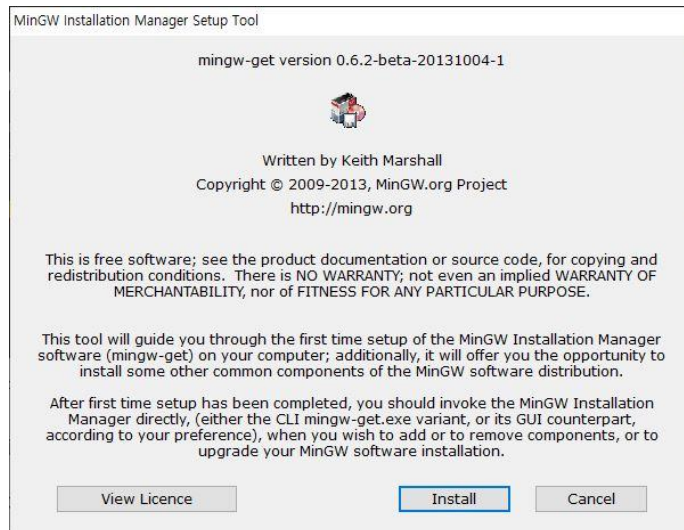 MinGW Installation Manager Setup Tool
mingw-get version 0.6.2-beta-20131004-1
Written by Keith Marshall
Copyright © 2009-2013, MinGW.org Project
http://mingw.org
This is free software; see the product documentation or source code, for copying and
redistribution conditions.  There is NO WARRANTY; not even an implied WARRANTY OF
MERCHANTABILITY, nor of FITNESS FOR ANY PARTICULAR PURPOSE.
This tool will guide you through the first time setup of the MinGW Installation Manager
software (mingw-get) on your computer; additionally, it will offer you the opportunity to
install some other common components of the MinGW software distribution.
After first time setup has been completed, you should invoke the MinGW Installation
Manager directly, (either the CLI mingw-get.exe variant, or its GUI counterpart,
according to your preference), when you wish to add or to remove components, or to
upgrade your MinGW software installation.
View Licence
Install
Cancel